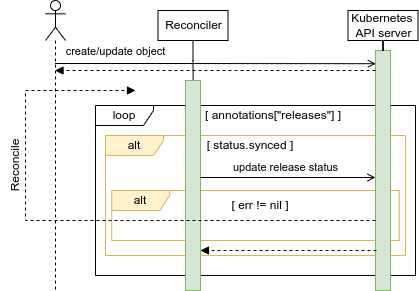 Reconciler
Kubernetes
API server
create/update object
loop
[ annotations["releases"] ]
alt
[ status.synced ]
update release status
Reconcile
alt
[ err != nil ]